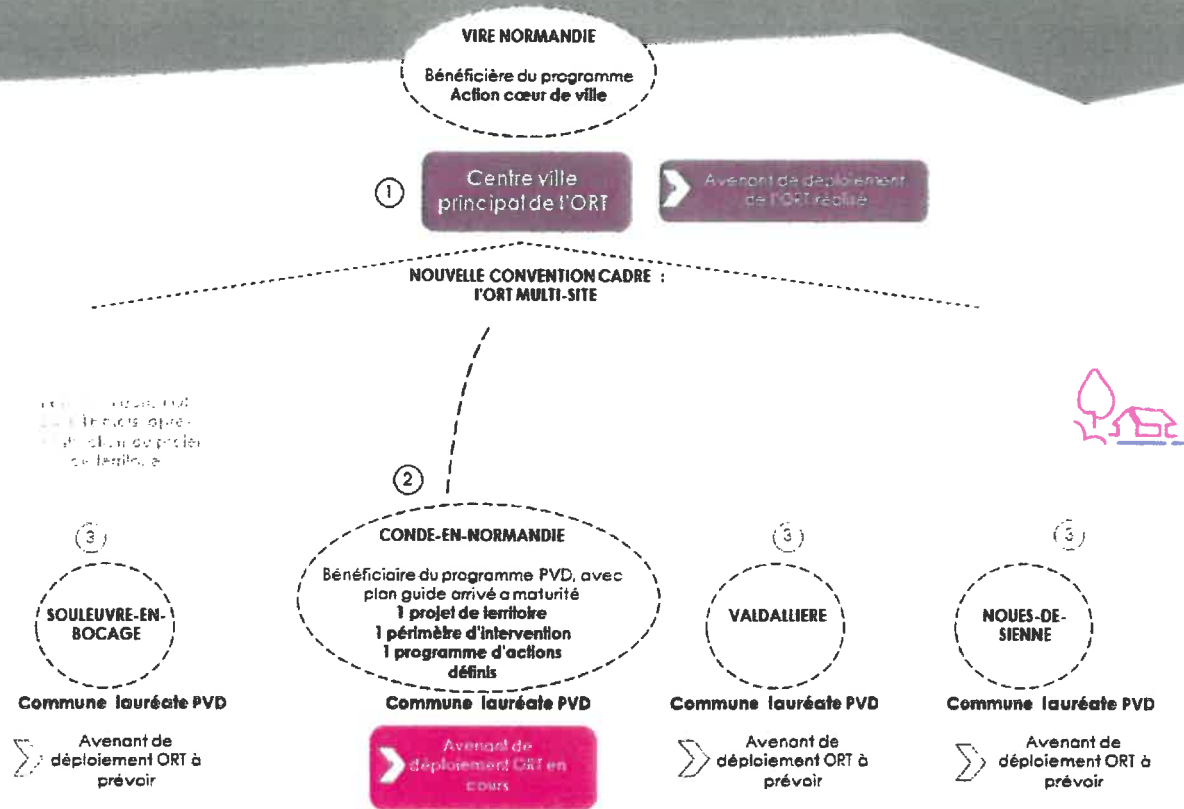 VIRE NORMANDIE
Bénéficière du programme
Action cœur de ville
1
Centre ville
principal de l'ORT
Avenant de déploiement
de l'ORT réalisé
NOUVELLE CONVENTION CADRE :
l'ORT MULTI-SITE
de territoire
2
3
SOULEUVRE-EN-
BOCAGE
Commune lauréate PVD
Avenant de
déploiement ORT à
prévoir
CONDE-EN-NORMANDIE
Bénéficiaire du programme PVD, avec
plan guide arrivé a maturité
1 projet de territoire
1 périmètre d'intervention
1 programme d'actions
définis
Commune lauréate PVD
Avenant de
déploiement ORT en
cours
3
VALDALLIERE
Commune lauréate PVD
Avenant de
déploiement ORT à
prévoir
3
NOUES-DE-
SIENNE
Commune lauréate PVD
Avenant de
déploiement ORT à
prévoir